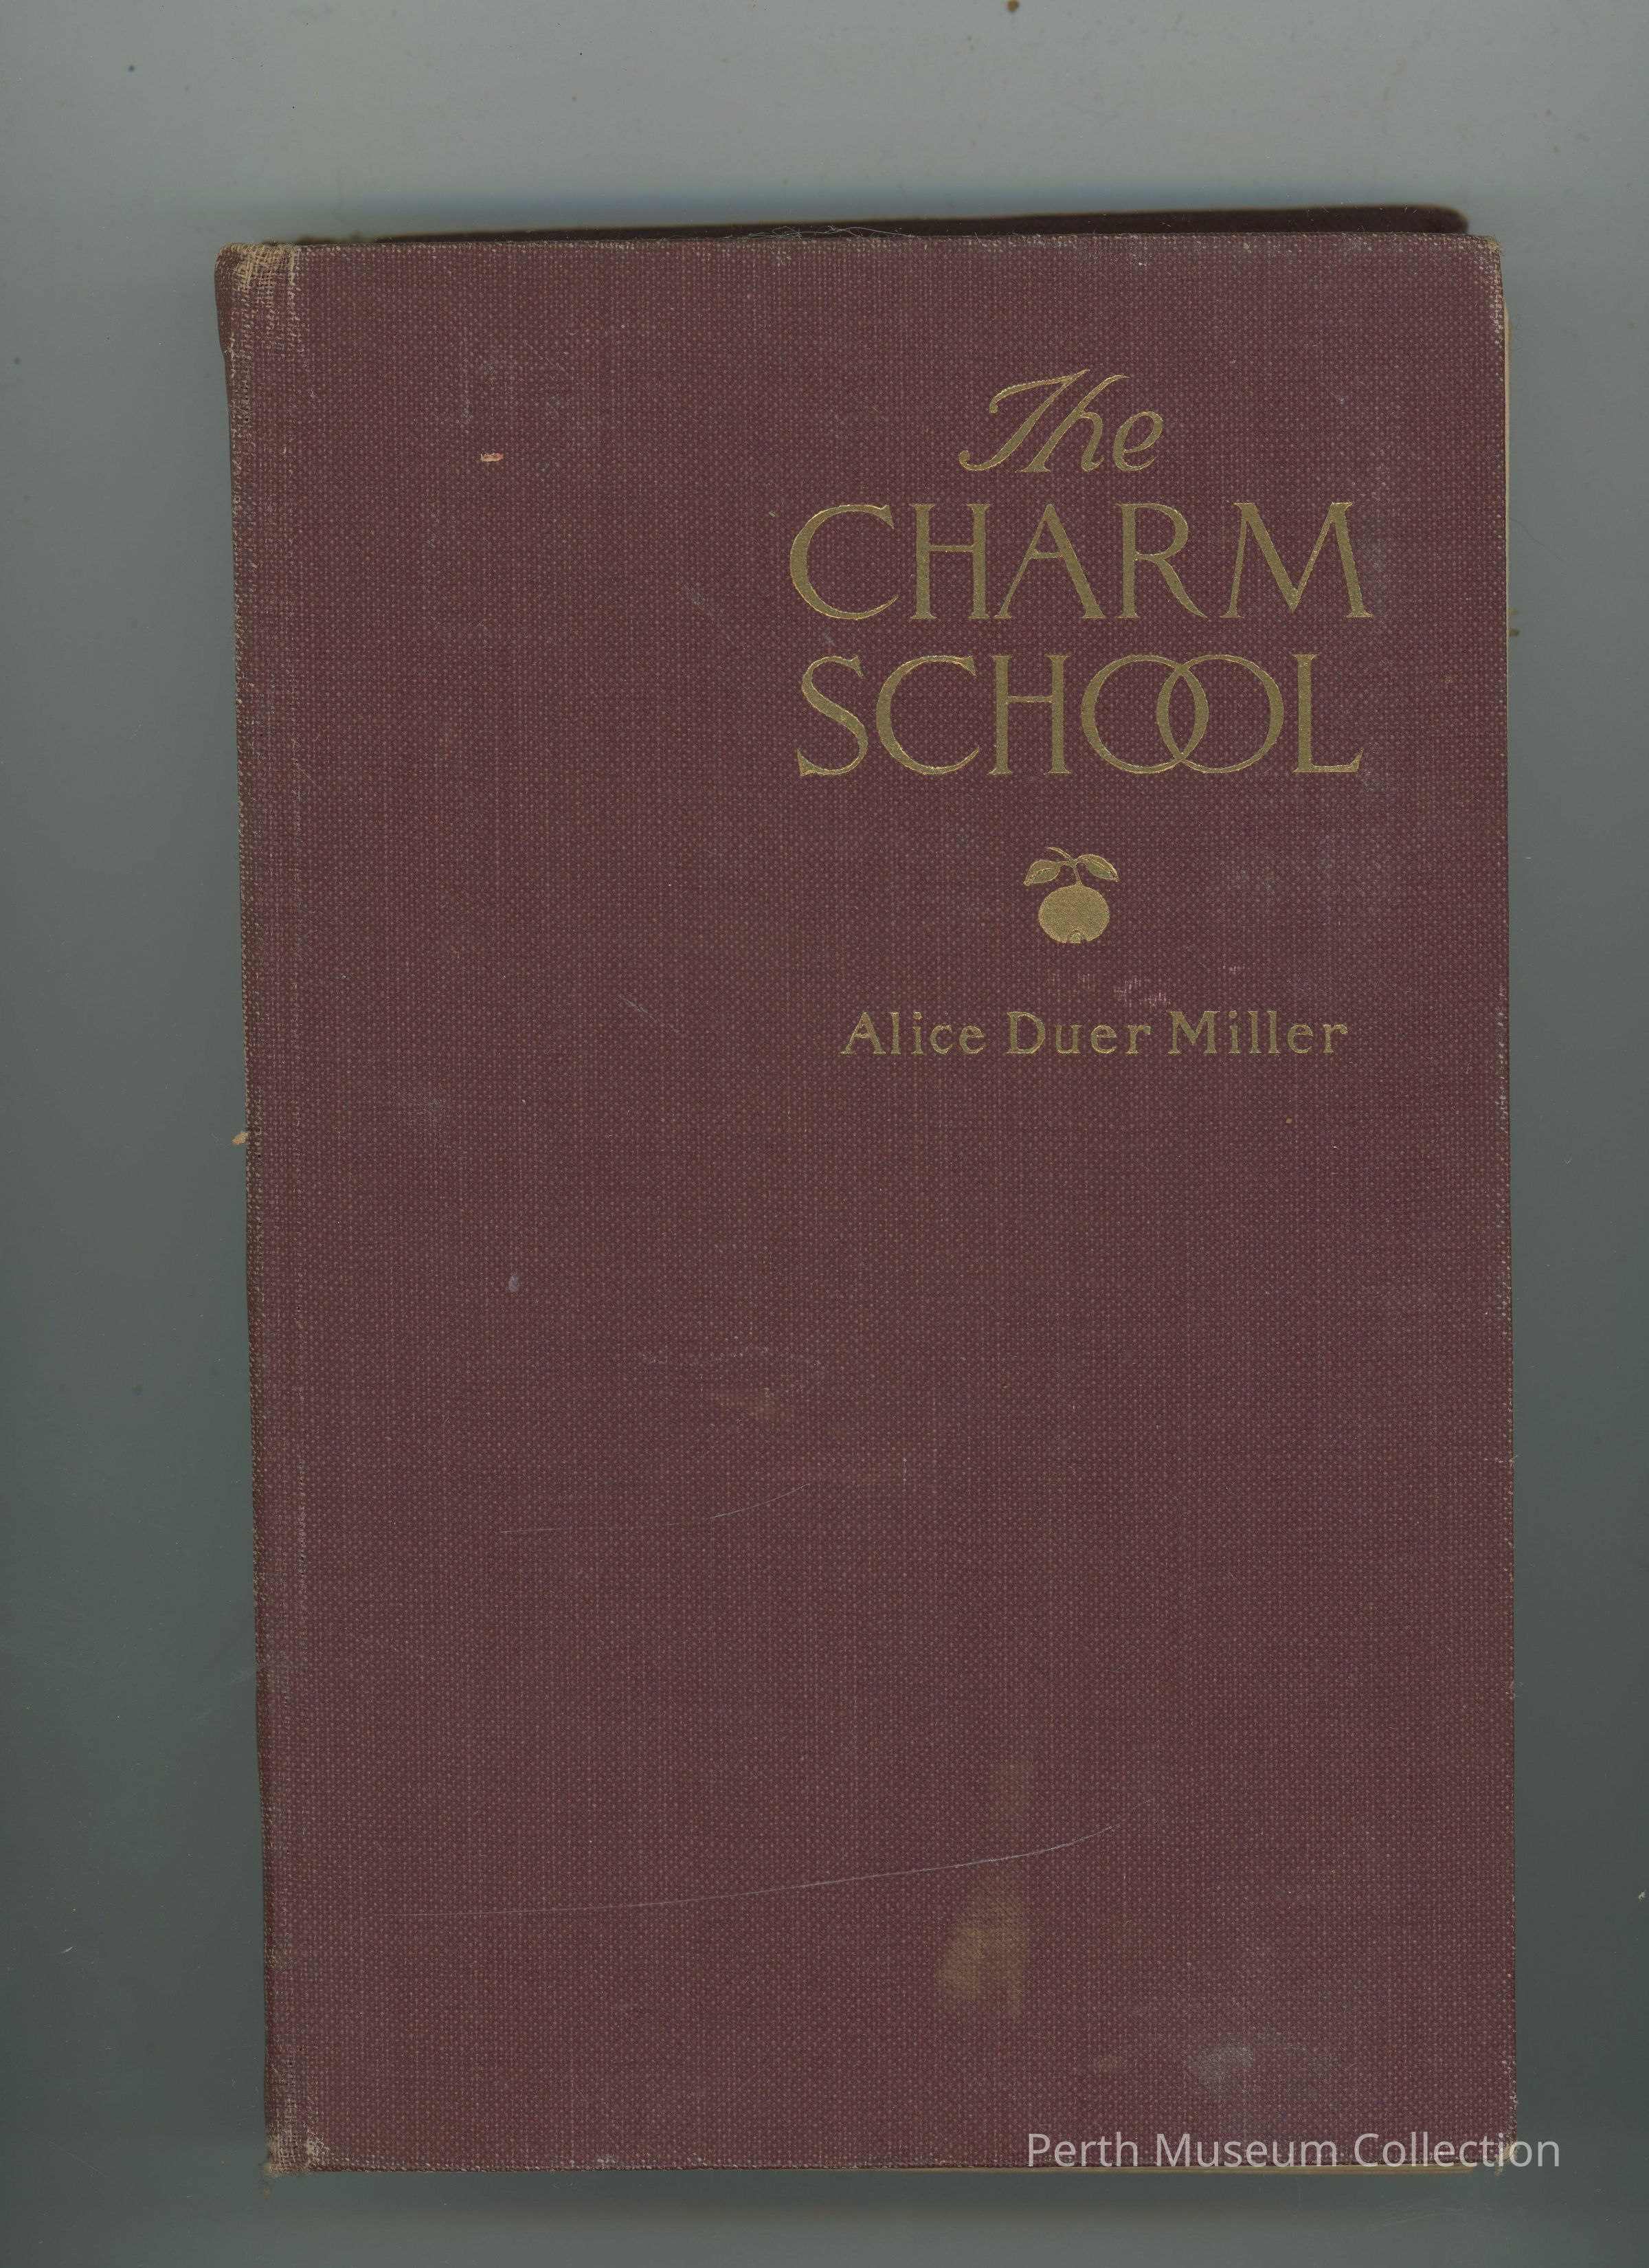 The
CHARM
SCHOOL
Alice Duer Miller
Perth Museum Collection